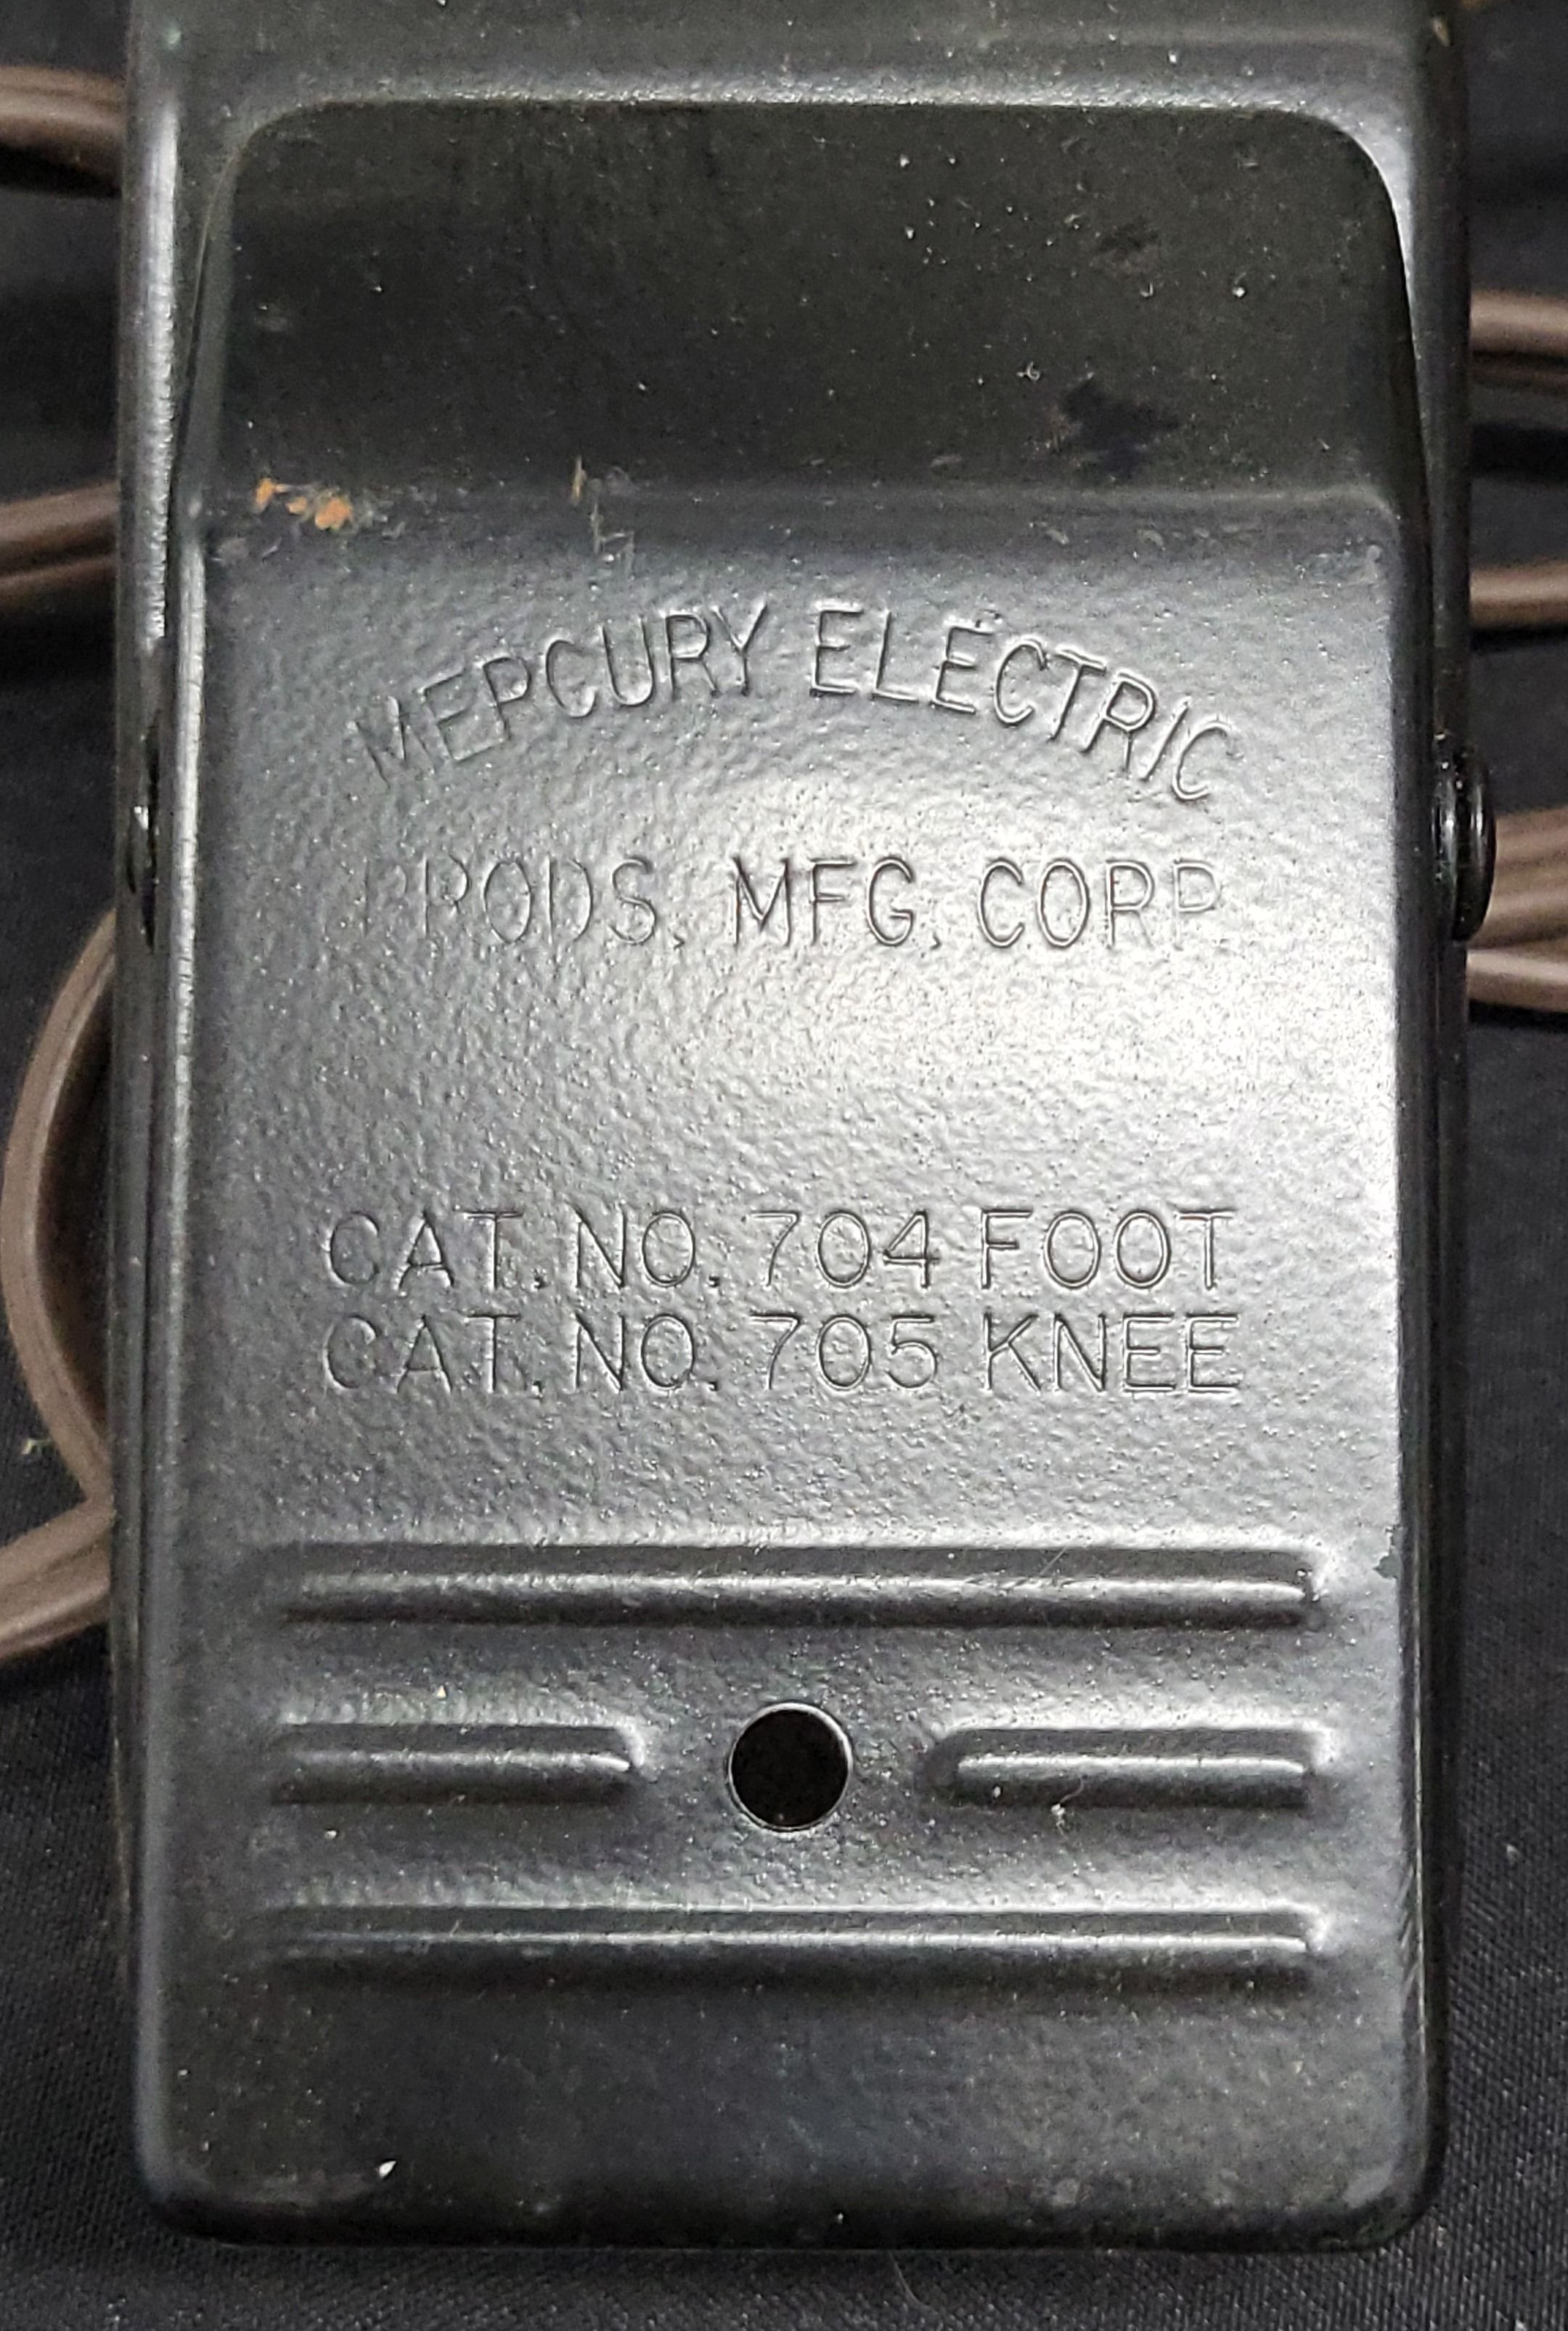 MERCURY ELECTRIC
PRODS. MFG. CORP
CAT. NO. 704 FOOT
CAT. NO. 705 KNEE